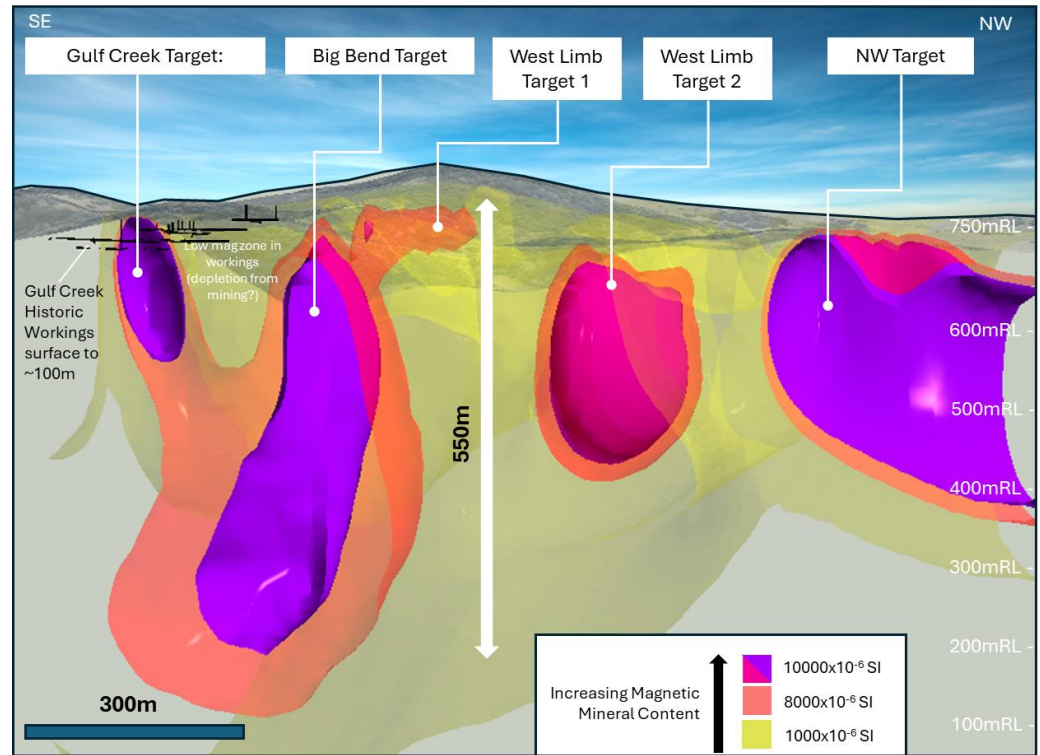 SE
NW
Gulf Creek Target:
Big Bend Target
West Limb
Target 1
West Limb
Target 2
NW Target
Low magzone in
workings
(depletion from
mining?)
Gulf Creek
Historic
Workings
surface to
~100m
550m
750mRL -
600mRL -
500mRL -
400mRL -
300mRL -
200mRL -
100mRL -
300m
Increasing Magnetic
Mineral Content
10000x10⁻⁶ SI
8000x10⁻⁶ SI
1000x10⁻⁶ SI